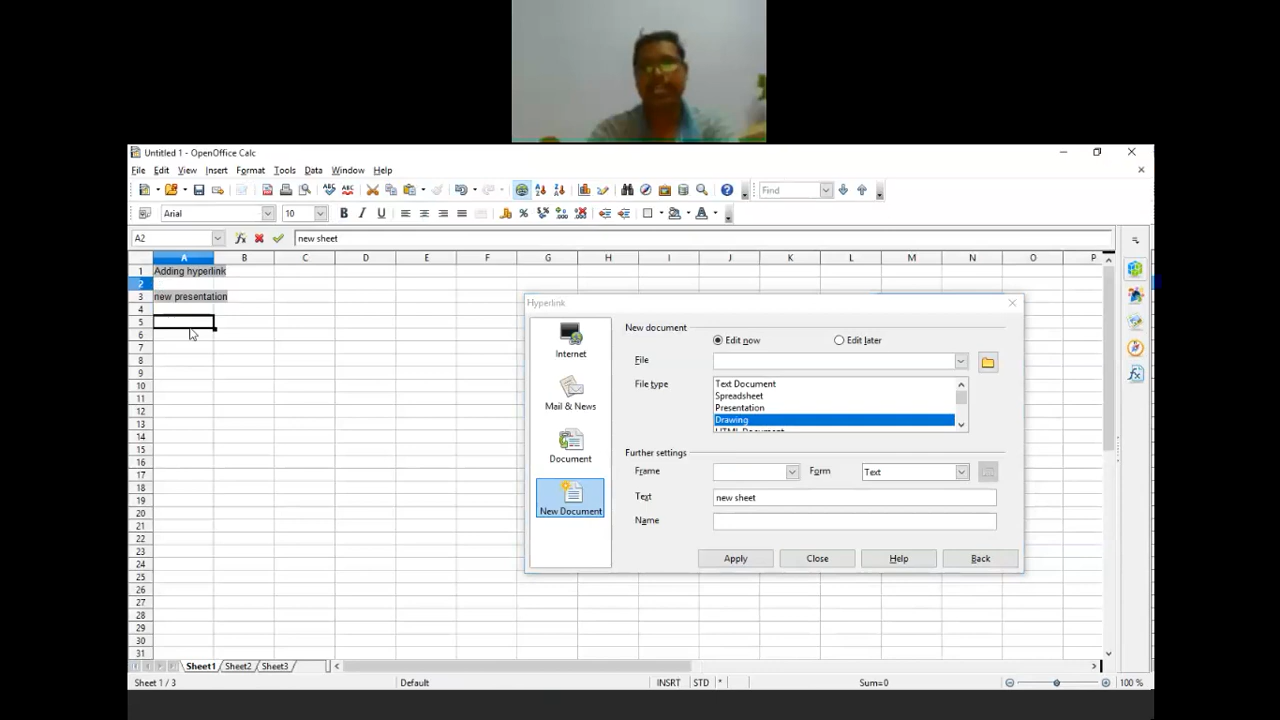 Untitled 1 - OpenOffice Calc
File Edit View Insert Format Tools Data Window Help
Find
Arial 10
A2 new sheet
A B C D E F G H I J K L M N O P
1 Adding hyperlink
2
3 new presentation
4
5
6
7
8
9
10
11
12
13
14
15
16
17
18
19
20
21
22
23
24
25
26
27
28
29
30
31
Hyperlink
Internet
Mail & News
Document
New Document
New document
Edit now Edit later
File
File type
Text Document
Spreadsheet
Presentation
Drawing
HTML Document
Further settings
Frame Form Text
Text new sheet
Name
Apply Close Help Back
Sheet1 Sheet2 Sheet3
Sheet 1 / 3 Default INSRT STD * Sum=0 100 %